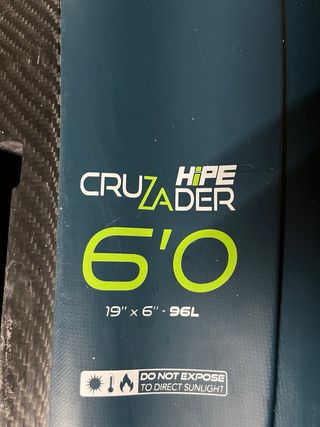 HiPE
CRUZADER
6'0
19" x 6" - 96L
DO NOT EXPOSE
TO DIRECT SUNLIGHT